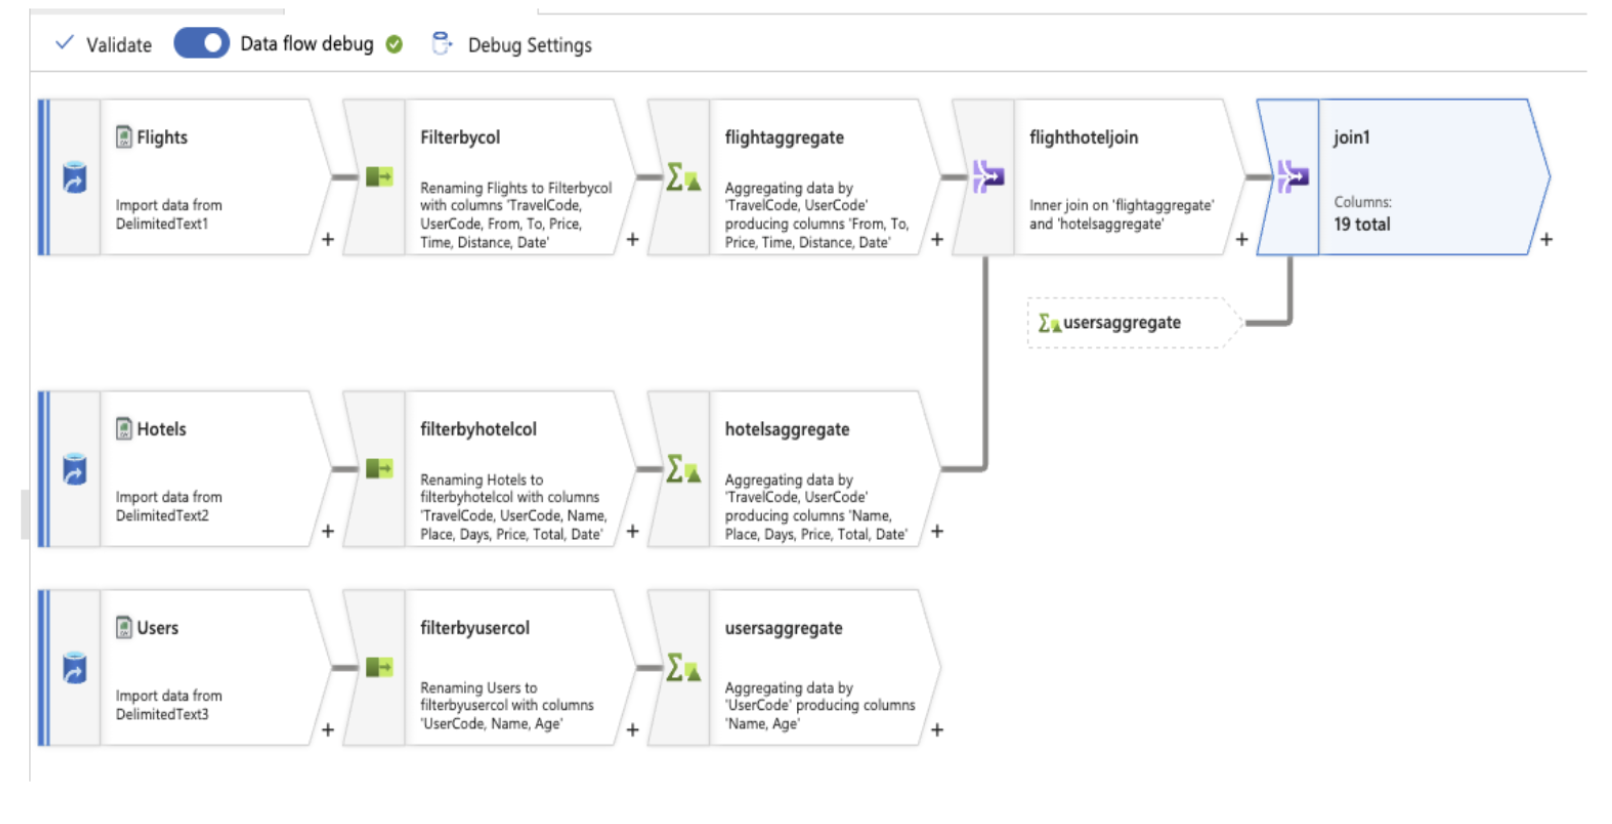 Validate
Data flow debug
Debug Settings
Flights
Import data from
DelimitedText1
+
Filterbycol
Renaming Flights to Filterbycol
with columns 'TravelCode,
UserCode, From, To, Price,
Time, Distance, Date'
+
flightaggregate
Aggregating data by
'TravelCode, UserCode'
producing columns 'From, To,
Price, Time, Distance, Date'
+
flighthoteljoin
Inner join on 'flightaggregate'
and 'hotelsaggregate'
+
join1
Columns:
19 total
+
usersaggregate
Hotels
Import data from
DelimitedText2
+
filterbyhotelcol
Renaming Hotels to
filterbyhotelcol with columns
'TravelCode, UserCode, Name,
Place, Days, Price, Total, Date'
+
hotelsaggregate
Aggregating data by
'TravelCode, UserCode'
producing columns 'Name,
Place, Days, Price, Total, Date'
+
Users
Import data from
DelimitedText3
+
filterbyusercol
Renaming Users to
filterbyusercol with columns
'UserCode, Name, Age'
+
usersaggregate
Aggregating data by
'UserCode' producing columns
'Name, Age'
+